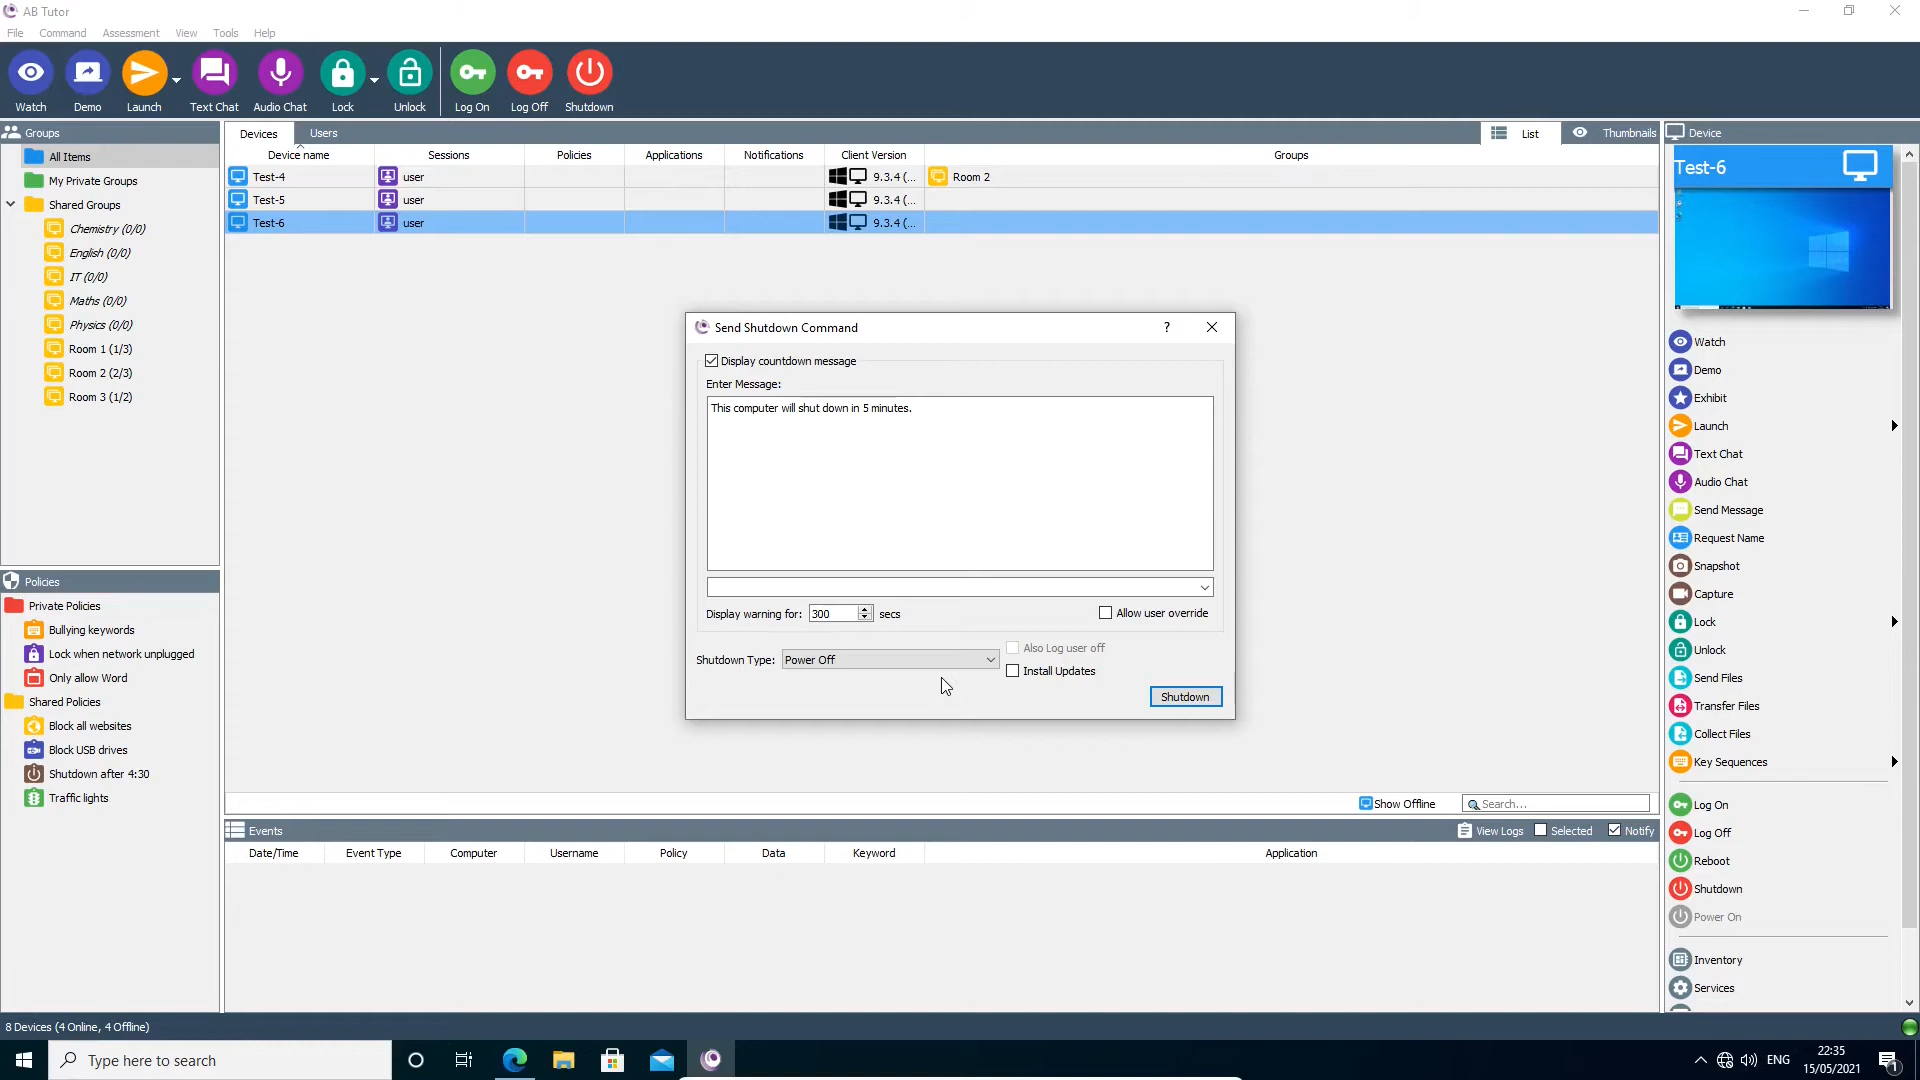 AB Tutor
File Command Assessment View Tools Help
Watch Demo Launch Text Chat Audio Chat Lock Unlock Log On Log Off Shutdown
Groups
All Items
My Private Groups
Shared Groups
Chemistry (0/0)
English (0/0)
IT (0/0)
Maths (0/0)
Physics (0/0)
Room 1 (1/3)
Room 2 (2/3)
Room 3 (1/2)
Policies
Private Policies
Bullying keywords
Lock when network unplugged
Only allow Word
Shared Policies
Block all websites
Block USB drives
Shutdown after 4:30
Traffic lights
Devices Users List Thumbnails
Device name Sessions Policies Applications Notifications Client Version Groups
Test-4 user 9.3.4 (... Room 2
Test-5 user 9.3.4 (...
Test-6 user 9.3.4 (...
Send Shutdown Command ?
Display countdown message
Enter Message:
This computer will shut down in 5 minutes.
Display warning for: 300 secs Allow user override
Shutdown Type: Power Off
Also Log user off
Install Updates
Shutdown
Show Offline Search...
Events View Logs Selected Notify
Date/Time Event Type Computer Username Policy Data Keyword Application
Device
Test-6
Watch
Demo
Exhibit
Launch
Text Chat
Audio Chat
Send Message
Request Name
Snapshot
Capture
Lock
Unlock
Send Files
Transfer Files
Collect Files
Key Sequences
Log On
Log Off
Reboot
Shutdown
Power On
Inventory
Services
8 Devices (4 Online, 4 Offline)
Type here to search
ENG
22:35
15/05/2021
1